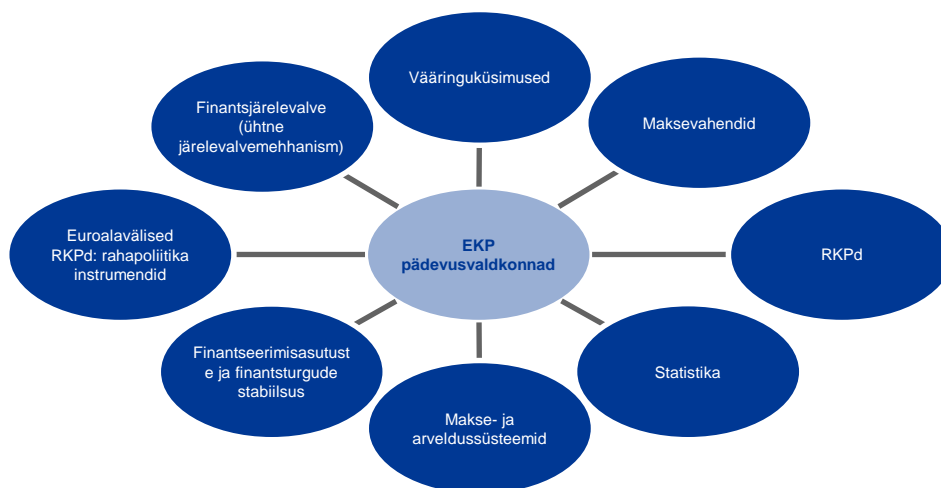 Vääringuküsimused
Finantsjärelevalve
(ühtne
järelevalvemehhanism)
Maksevahendid
Euroalavälised
RKPd: rahapoliitika
instrumendid
EKP
pädevusvaldkonnad
RKPd
Finantseerimisasutust
e ja finantsturgude
stabiilsus
Statistika
Makse- ja
arveldussüsteemid